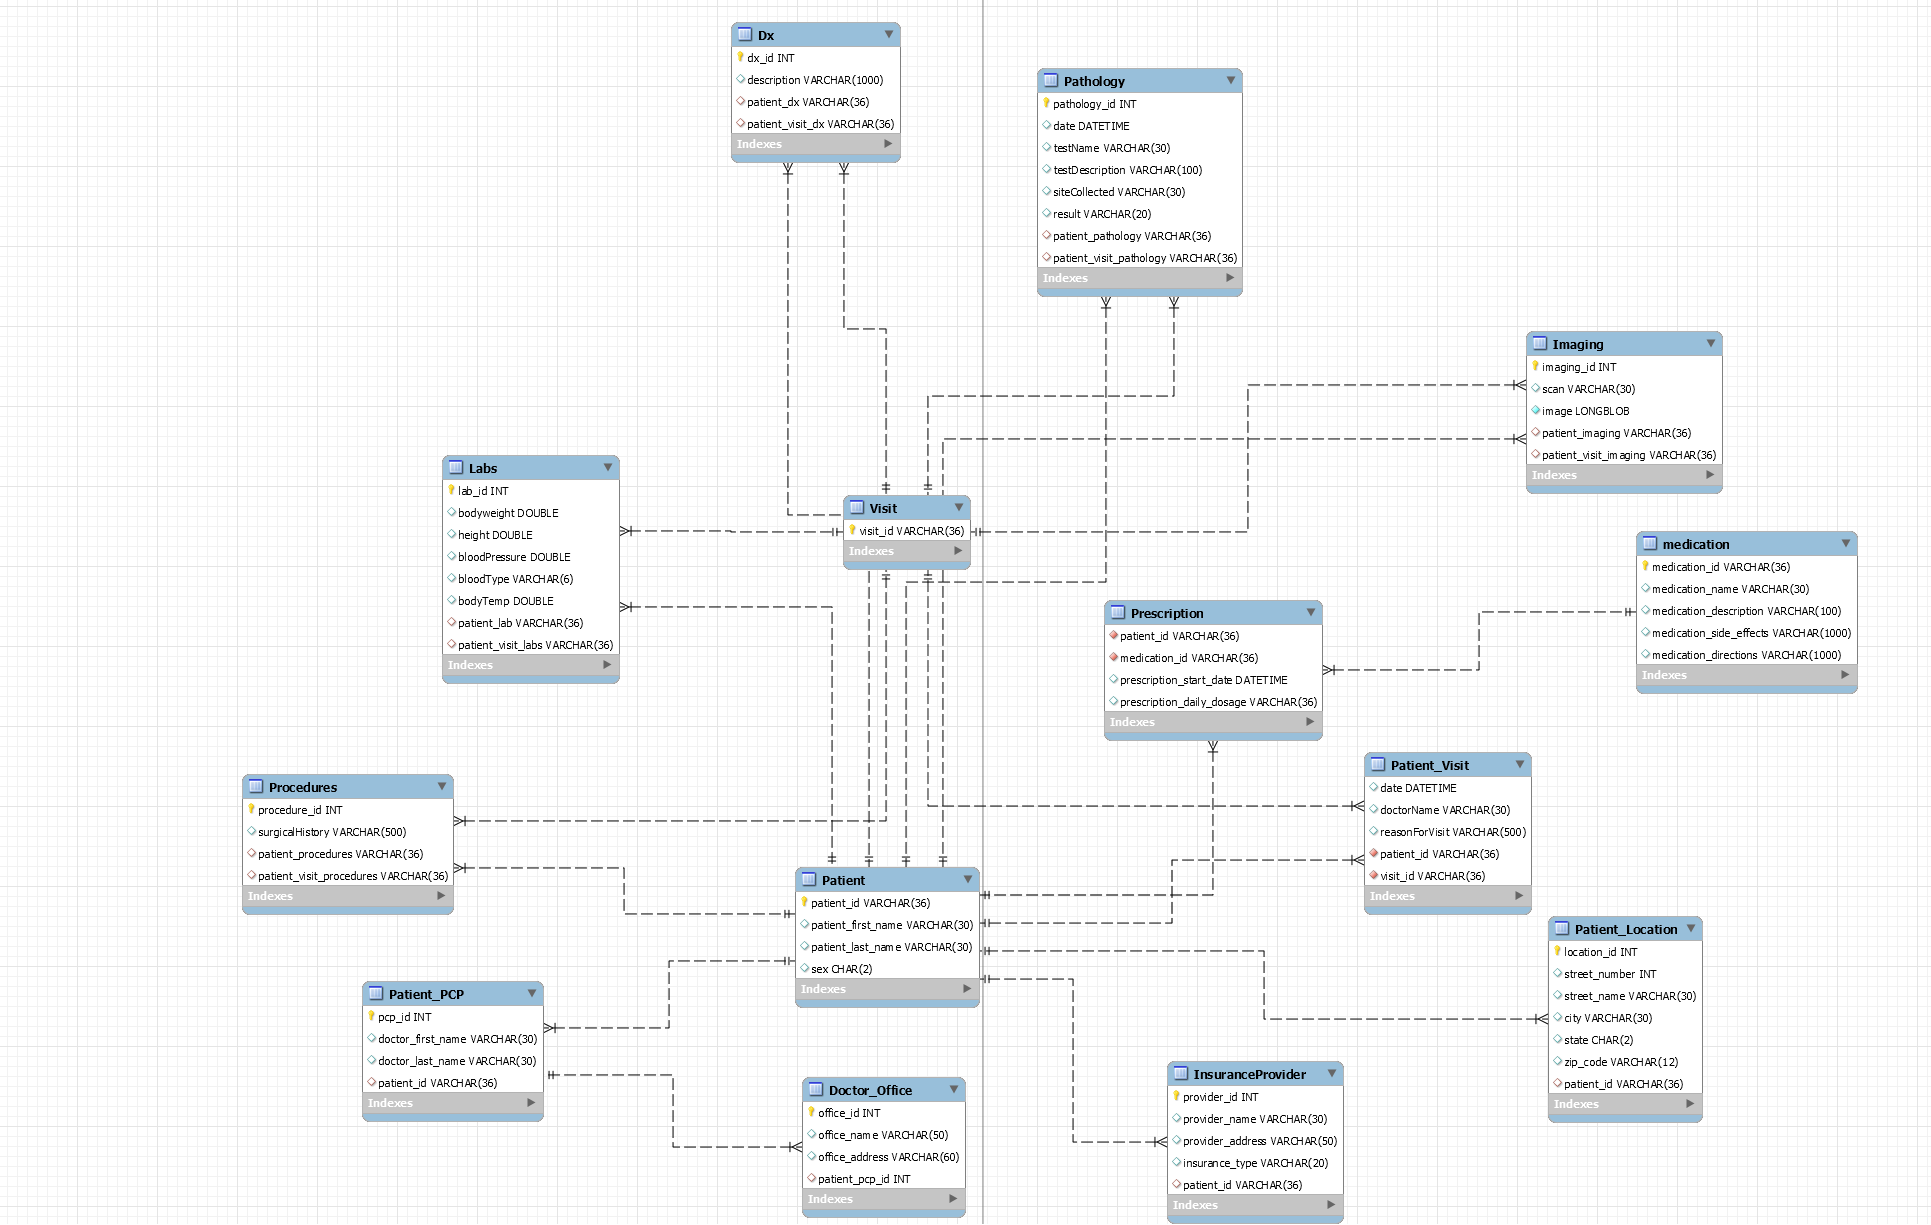 Dx
dx_id INT
description VARCHAR(1000)
patient_dx VARCHAR(36)
patient_visit_dx VARCHAR(36)
Indexes
Pathology
pathology_id INT
date DATETIME
testName VARCHAR(30)
testDescription VARCHAR(100)
siteCollected VARCHAR(30)
result VARCHAR(20)
patient_pathology VARCHAR(36)
patient_visit_pathology VARCHAR(36)
Indexes
Imaging
imaging_id INT
scan VARCHAR(30)
image LONGBLOB
patient_imaging VARCHAR(36)
patient_visit_imaging VARCHAR(36)
Indexes
Labs
lab_id INT
bodyweight DOUBLE
height DOUBLE
bloodPressure DOUBLE
bloodType VARCHAR(6)
bodyTemp DOUBLE
patient_lab VARCHAR(36)
patient_visit_labs VARCHAR(36)
Indexes
Visit
visit_id VARCHAR(36)
Indexes
medication
medication_id VARCHAR(36)
medication_name VARCHAR(30)
medication_description VARCHAR(100)
medication_side_effects VARCHAR(1000)
medication_directions VARCHAR(1000)
Indexes
Prescription
patient_id VARCHAR(36)
medication_id VARCHAR(36)
prescription_start_date DATETIME
prescription_daily_dosage VARCHAR(36)
Indexes
Patient_Visit
date DATETIME
doctorName VARCHAR(30)
reasonForVisit VARCHAR(500)
patient_id VARCHAR(36)
visit_id VARCHAR(36)
Indexes
Procedures
procedure_id INT
surgicalHistory VARCHAR(500)
patient_procedures VARCHAR(36)
patient_visit_procedures VARCHAR(36)
Indexes
Patient
patient_id VARCHAR(36)
patient_first_name VARCHAR(30)
patient_last_name VARCHAR(30)
sex CHAR(2)
Indexes
Patient_Location
location_id INT
street_number INT
street_name VARCHAR(30)
city VARCHAR(30)
state CHAR(2)
zip_code VARCHAR(12)
patient_id VARCHAR(36)
Indexes
Patient_PCP
pcp_id INT
doctor_first_name VARCHAR(30)
doctor_last_name VARCHAR(30)
patient_id VARCHAR(36)
Indexes
Doctor_Office
office_id INT
office_name VARCHAR(50)
office_address VARCHAR(60)
patient_pcp_id INT
Indexes
InsuranceProvider
provider_id INT
provider_name VARCHAR(30)
provider_address VARCHAR(50)
insurance_type VARCHAR(20)
patient_id VARCHAR(36)
Indexes